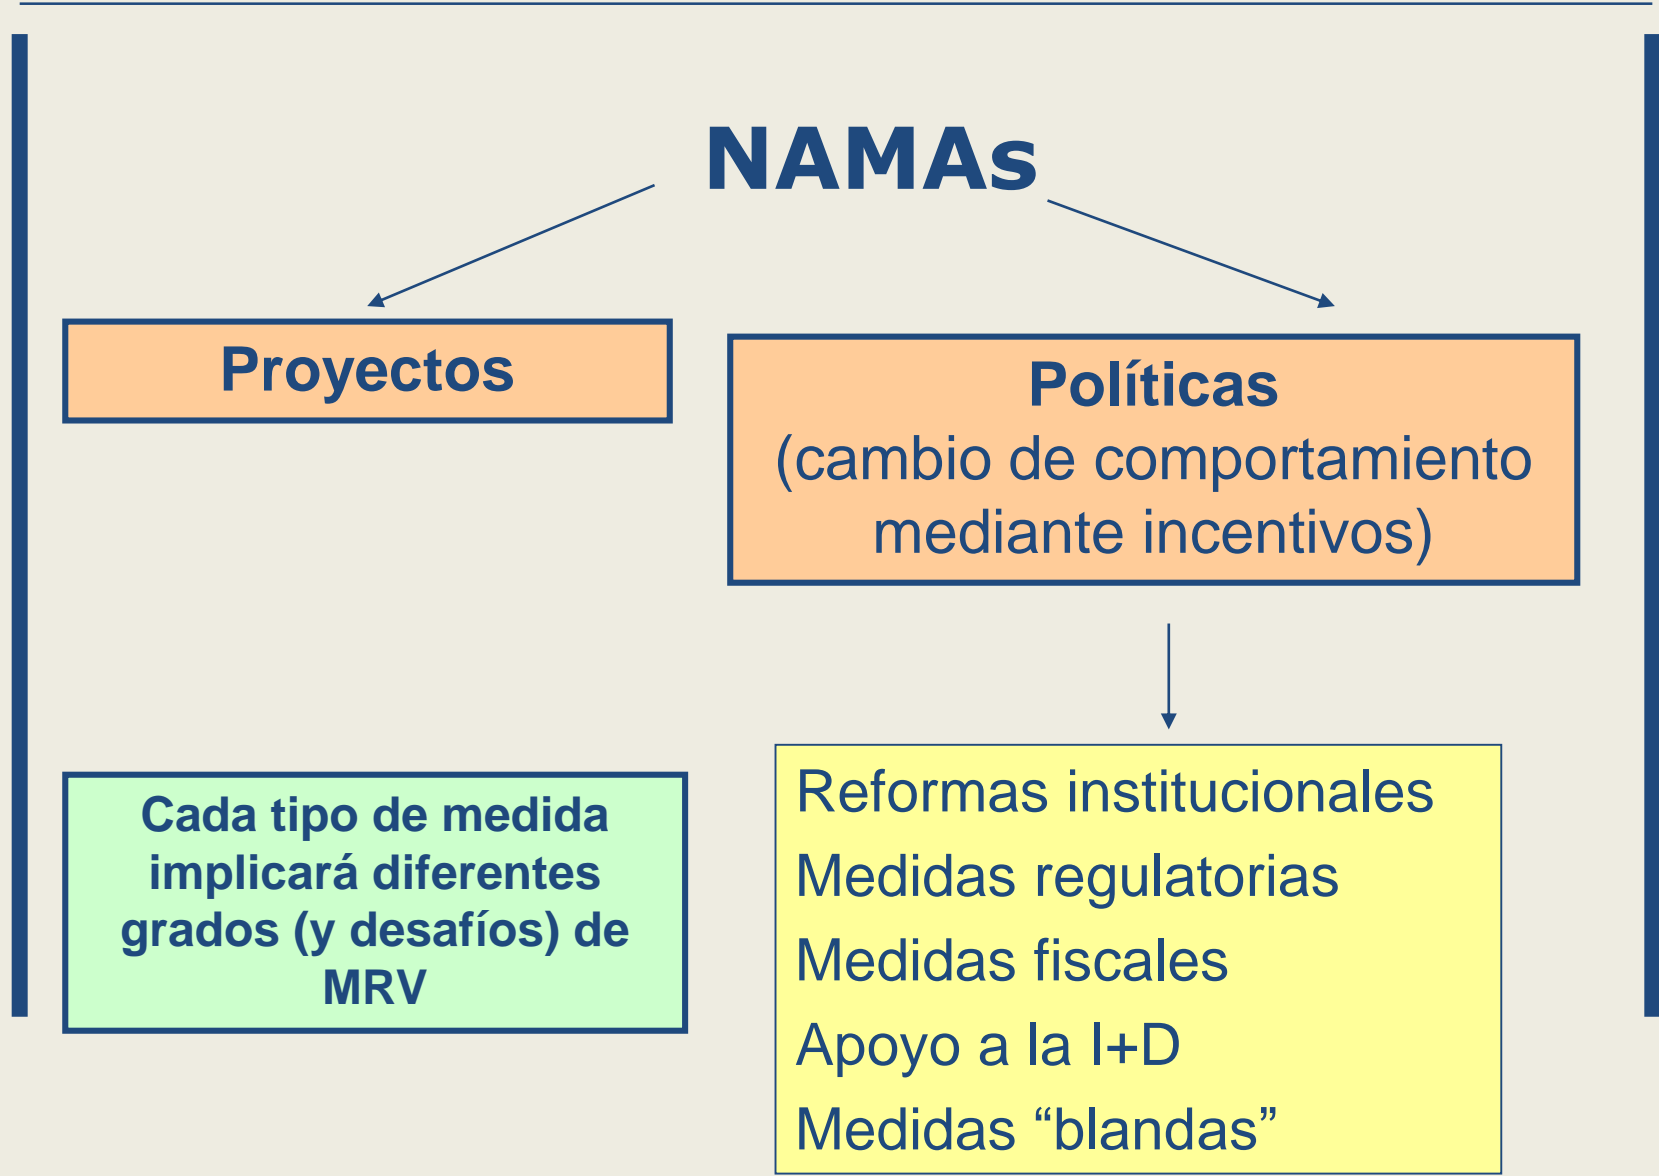 NAMAs
Proyectos
Políticas
(cambio de comportamiento
mediante incentivos)
Cada tipo de medida
implicará diferentes
grados (y desafíos) de
MRV
Reformas institucionales
Medidas regulatorias
Medidas fiscales
Apoyo a la I+D
Medidas “blandas”